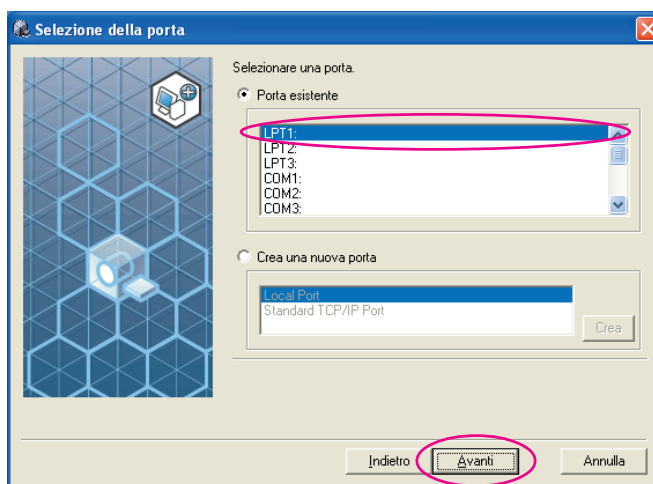 Selezione della porta
Selezionare una porta.
Porta esistente
LPT1:
LPT2:
LPT3:
COM1:
COM2:
COM3:
Crea una nuova porta
Local Port
Standard TCP/IP Port
Crea
Indietro Avanti Annulla